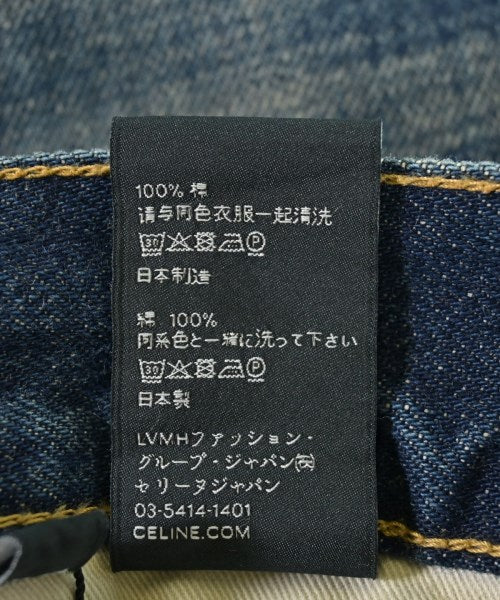 100% 棉
请与同色衣服一起清洗
30 P
日本制造
綿 100%
同系色と一緒に洗って下さい
30 P
日本製
LVMHファッション・
グループ・ジャパン㈱
セリーヌジャパン
03-5414-1401
CELINE.COM